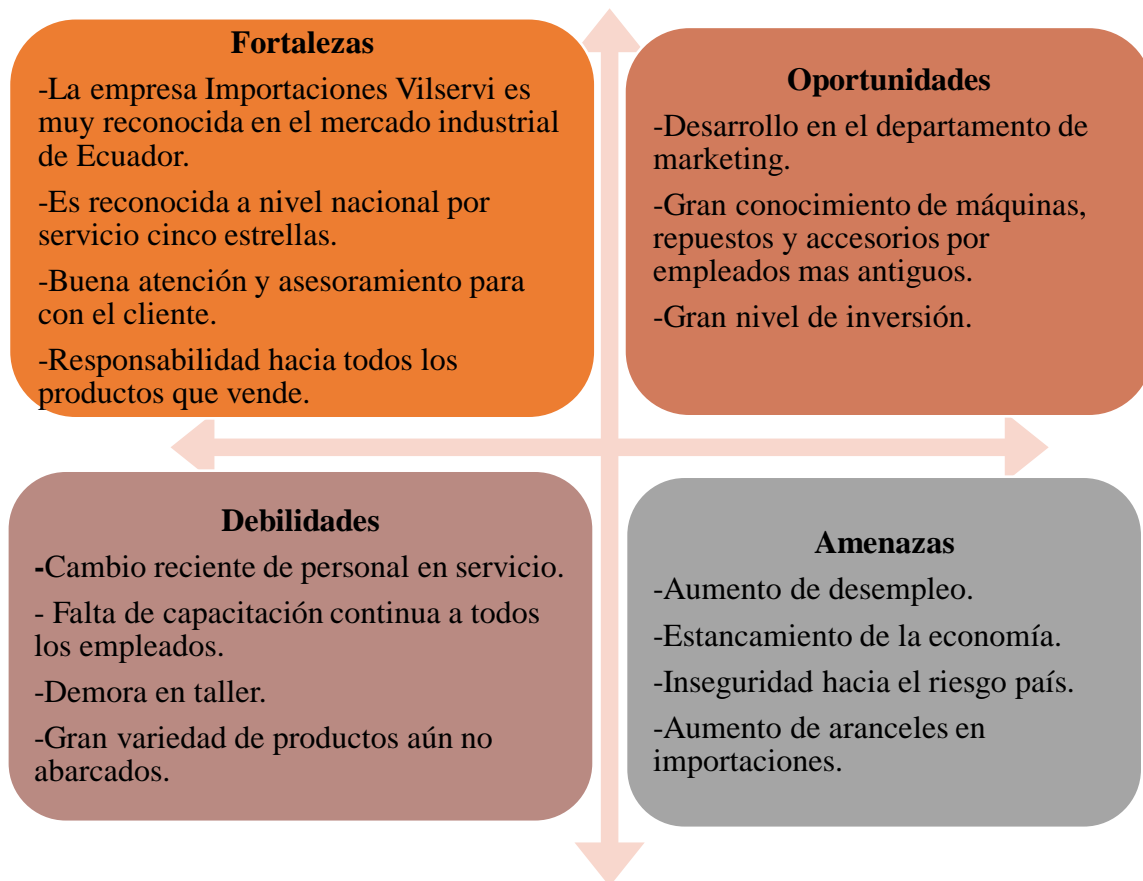 Fortalezas
-La empresa Importaciones Vilservi es
muy reconocida en el mercado industrial
de Ecuador.
-Es reconocida a nivel nacional por
servicio cinco estrellas.
-Buena atención y asesoramiento para
con el cliente.
-Responsabilidad hacia todos los
productos que vende.
Oportunidades
-Desarrollo en el departamento de
marketing.
-Gran conocimiento de máquinas,
repuestos y accesorios por
empleados mas antiguos.
-Gran nivel de inversión.
Debilidades
-Cambio reciente de personal en servicio.
- Falta de capacitación continua a todos
los empleados.
-Demora en taller.
-Gran variedad de productos aún no
abarcados.
Amenazas
-Aumento de desempleo.
-Estancamiento de la economía.
-Inseguridad hacia el riesgo país.
-Aumento de aranceles en
importaciones.